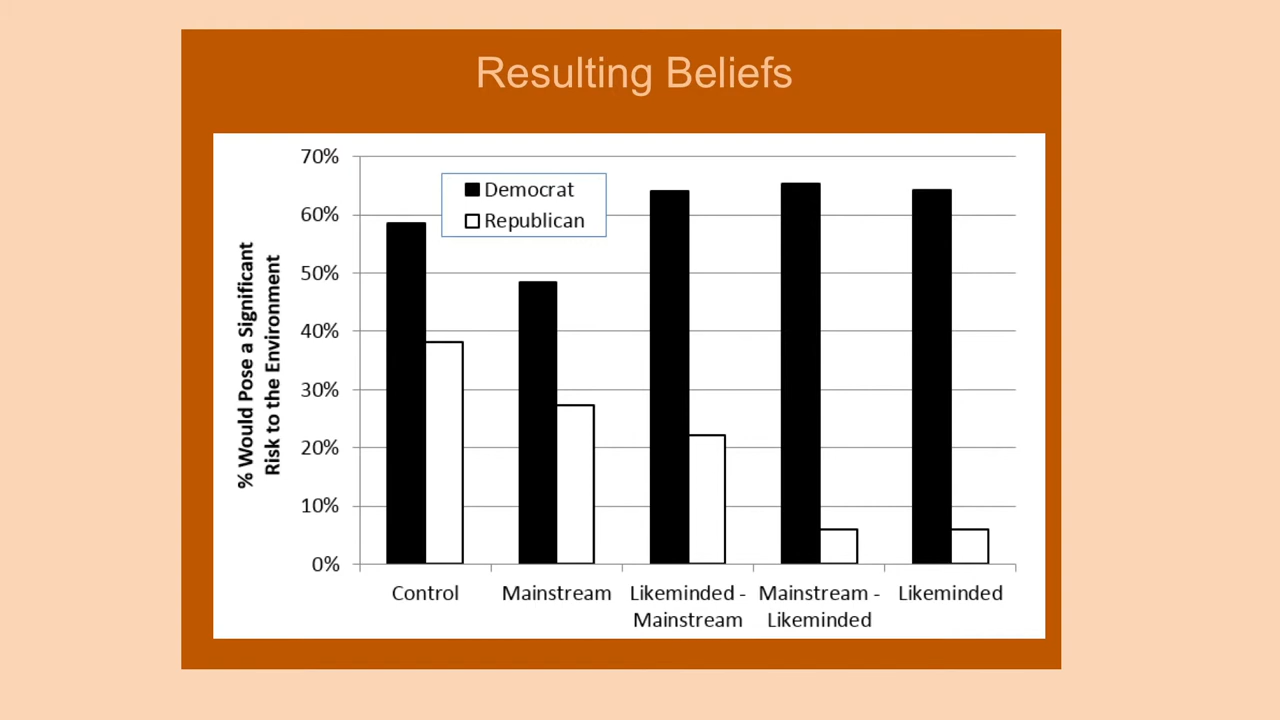 Resulting Beliefs
% Would Pose a Significant
Risk to the Environment
70%
60%
50%
40%
30%
20%
10%
0%
Democrat
Republican
Control
Mainstream
Likeminded -
Mainstream
Mainstream -
Likeminded
Likeminded